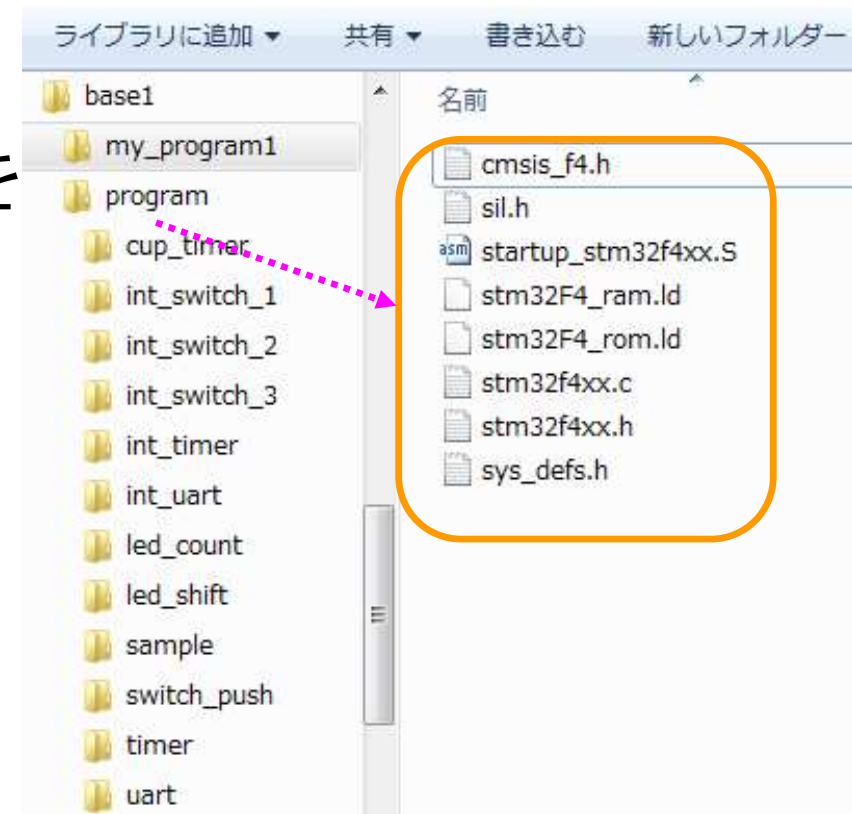 ライブラリに追加 ▼ 共有 ▼ 書き込む 新しいフォルダー
を
base1
my_program1
program
cup_timer
int_switch_1
int_switch_2
int_switch_3
int_timer
int_uart
led_count
led_shift
sample
switch_push
timer
uart
名前
cmsis_f4.h
sil.h
asm startup_stm32f4xx.S
stm32F4_ram.ld
stm32F4_rom.ld
stm32f4xx.c
stm32f4xx.h
sys_defs.h